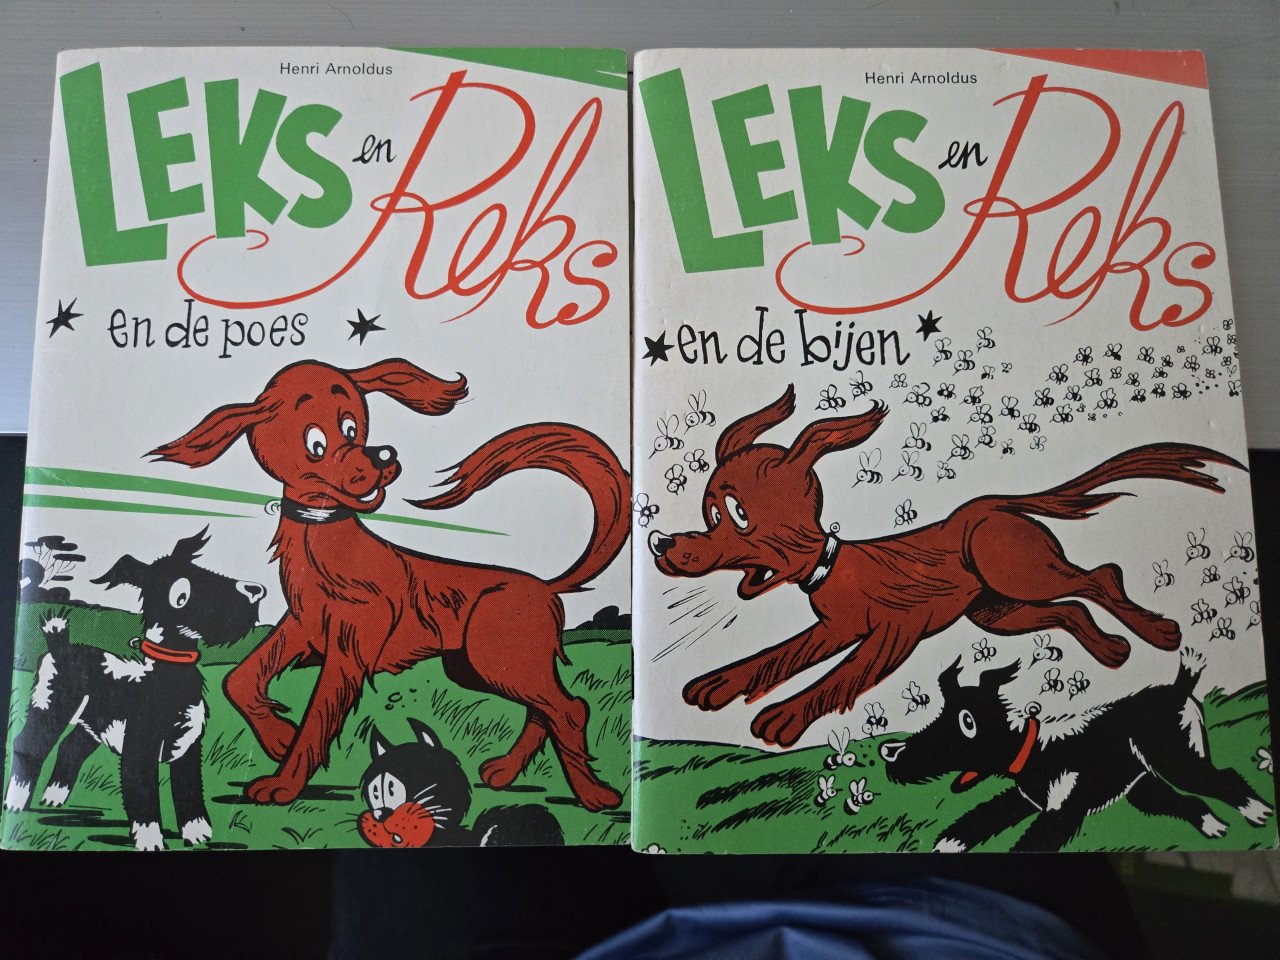 Henri Arnoldus
LEKS en Reks
en de poes
Henri Arnoldus
LEKS en Reks
en de bijen